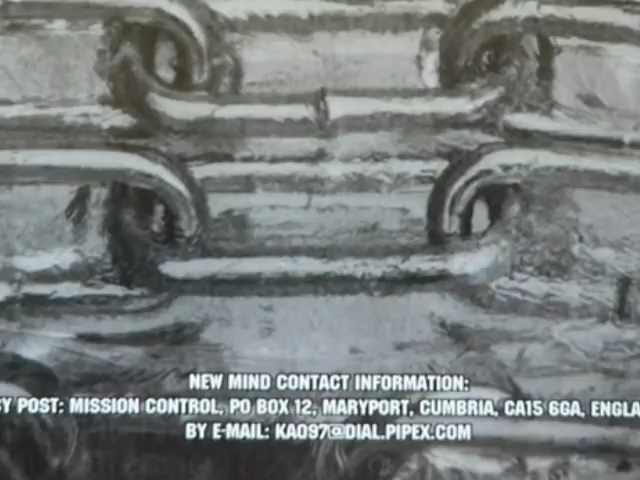 NEW MIND CONTACT INFORMATION:
BY POST: MISSION CONTROL, PO BOX 12, MARYPORT, CUMBRIA, CA15 6GA, ENGLA
BY E-MAIL: KAO97@DIAL.PIPEX.COM